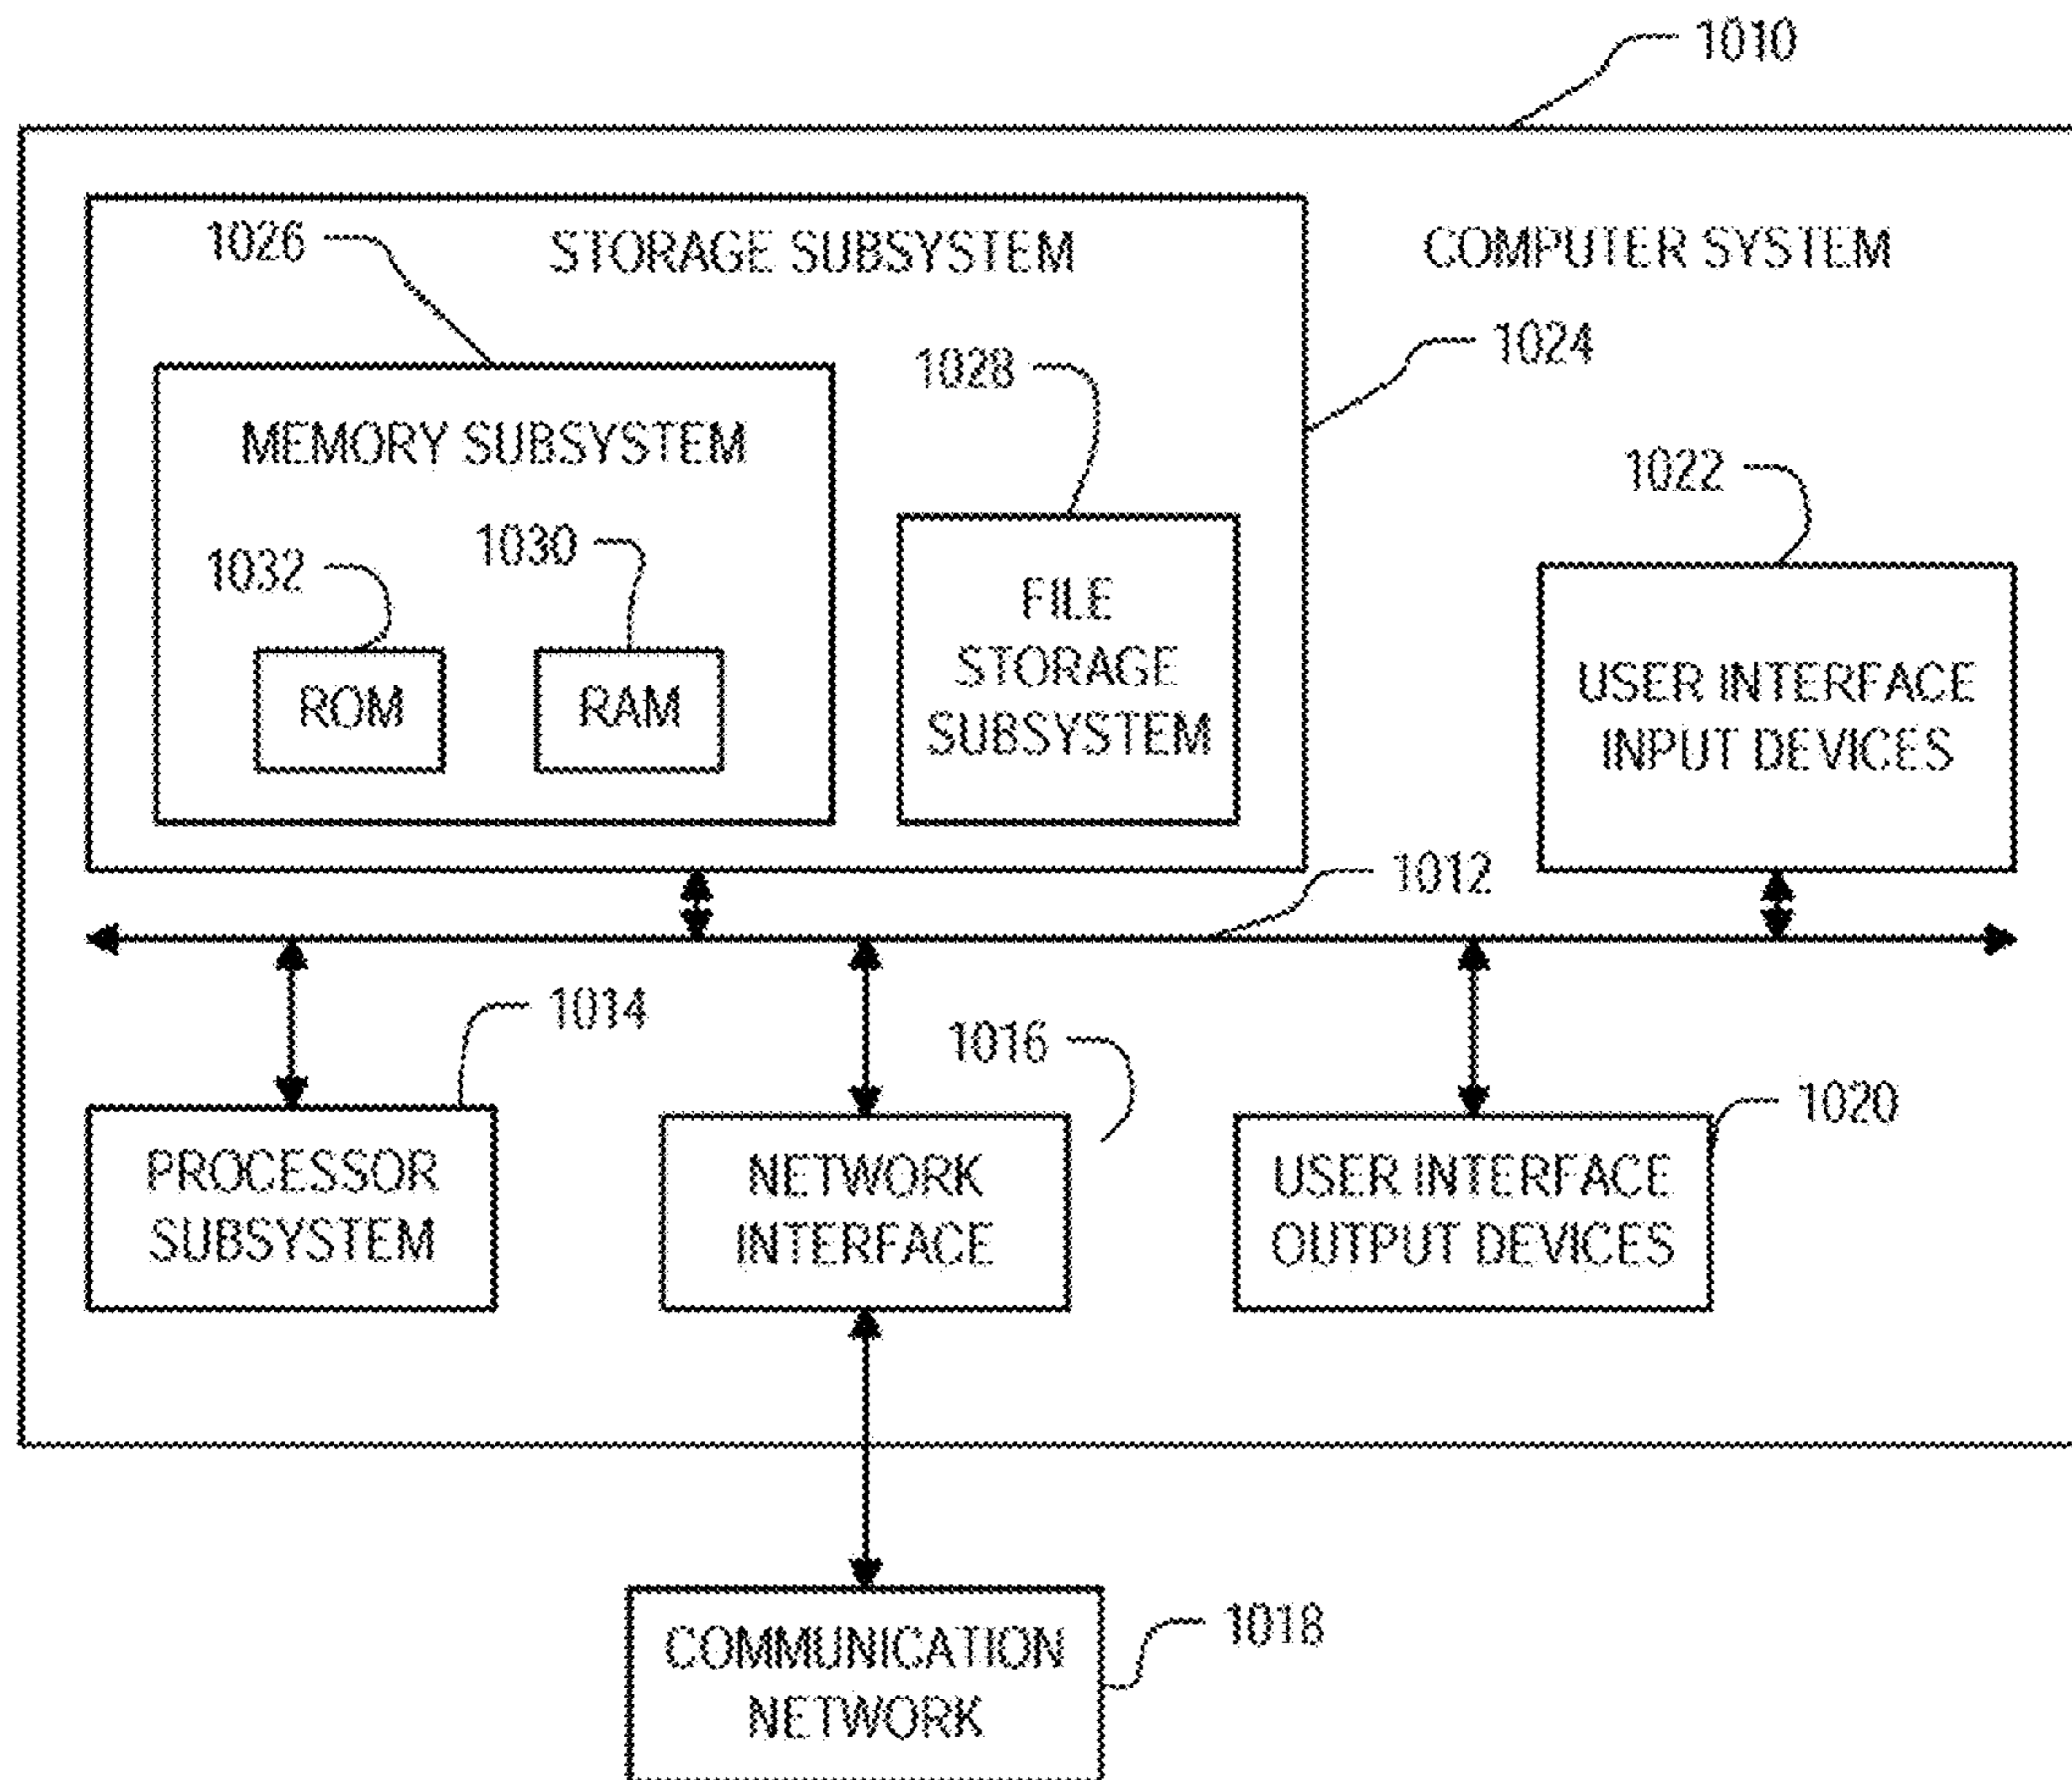 1010
1026
STORAGE SUBSYSTEM
COMPUTER SYSTEM
1024
1028
MEMORY SUBSYSTEM
1022
1032
1030
FILE
STORAGE
SUBSYSTEM
ROM
RAM
USER INTERFACE
INPUT DEVICES
1012
1014
1016
1020
PROCESSOR
SUBSYSTEM
NETWORK
INTERFACE
USER INTERFACE
OUTPUT DEVICES
COMMUNICATION
NETWORK
1018